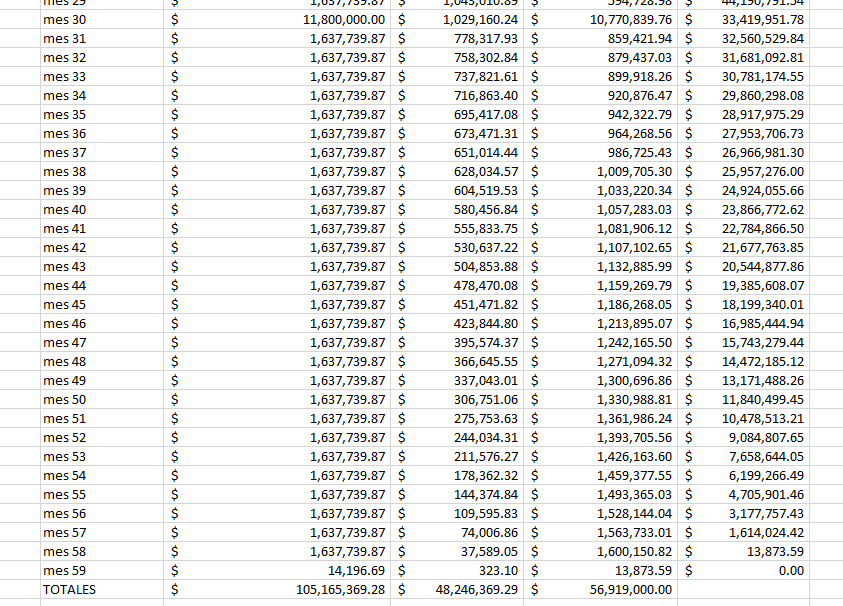 mes 29 $ 1,637,739.87 $ 1,043,010.89 $ 594,728.98 $ 44,190,791.54
mes 30 $ 11,800,000.00 $ 1,029,160.24 $ 10,770,839.76 $ 33,419,951.78
mes 31 $ 1,637,739.87 $ 778,317.93 $ 859,421.94 $ 32,560,529.84
mes 32 $ 1,637,739.87 $ 758,302.84 $ 879,437.03 $ 31,681,092.81
mes 33 $ 1,637,739.87 $ 737,821.61 $ 899,918.26 $ 30,781,174.55
mes 34 $ 1,637,739.87 $ 716,863.40 $ 920,876.47 $ 29,860,298.08
mes 35 $ 1,637,739.87 $ 695,417.08 $ 942,322.79 $ 28,917,975.29
mes 36 $ 1,637,739.87 $ 673,471.31 $ 964,268.56 $ 27,953,706.73
mes 37 $ 1,637,739.87 $ 651,014.44 $ 986,725.43 $ 26,966,981.30
mes 38 $ 1,637,739.87 $ 628,034.57 $ 1,009,705.30 $ 25,957,276.00
mes 39 $ 1,637,739.87 $ 604,519.53 $ 1,033,220.34 $ 24,924,055.66
mes 40 $ 1,637,739.87 $ 580,456.84 $ 1,057,283.03 $ 23,866,772.62
mes 41 $ 1,637,739.87 $ 555,833.75 $ 1,081,906.12 $ 22,784,866.50
mes 42 $ 1,637,739.87 $ 530,637.22 $ 1,107,102.65 $ 21,677,763.85
mes 43 $ 1,637,739.87 $ 504,853.88 $ 1,132,885.99 $ 20,544,877.86
mes 44 $ 1,637,739.87 $ 478,470.08 $ 1,159,269.79 $ 19,385,608.07
mes 45 $ 1,637,739.87 $ 451,471.82 $ 1,186,268.05 $ 18,199,340.01
mes 46 $ 1,637,739.87 $ 423,844.80 $ 1,213,895.07 $ 16,985,444.94
mes 47 $ 1,637,739.87 $ 395,574.37 $ 1,242,165.50 $ 15,743,279.44
mes 48 $ 1,637,739.87 $ 366,645.55 $ 1,271,094.32 $ 14,472,185.12
mes 49 $ 1,637,739.87 $ 337,043.01 $ 1,300,696.86 $ 13,171,488.26
mes 50 $ 1,637,739.87 $ 306,751.06 $ 1,330,988.81 $ 11,840,499.45
mes 51 $ 1,637,739.87 $ 275,753.63 $ 1,361,986.24 $ 10,478,513.21
mes 52 $ 1,637,739.87 $ 244,034.31 $ 1,393,705.56 $ 9,084,807.65
mes 53 $ 1,637,739.87 $ 211,576.27 $ 1,426,163.60 $ 7,658,644.05
mes 54 $ 1,637,739.87 $ 178,362.32 $ 1,459,377.55 $ 6,199,266.49
mes 55 $ 1,637,739.87 $ 144,374.84 $ 1,493,365.03 $ 4,705,901.46
mes 56 $ 1,637,739.87 $ 109,595.83 $ 1,528,144.04 $ 3,177,757.43
mes 57 $ 1,637,739.87 $ 74,006.86 $ 1,563,733.01 $ 1,614,024.42
mes 58 $ 1,637,739.87 $ 37,589.05 $ 1,600,150.82 $ 13,873.59
mes 59 $ 14,196.69 $ 323.10 $ 13,873.59 $ 0.00
TOTALES $ 105,165,369.28 $ 48,246,369.29 $ 56,919,000.00